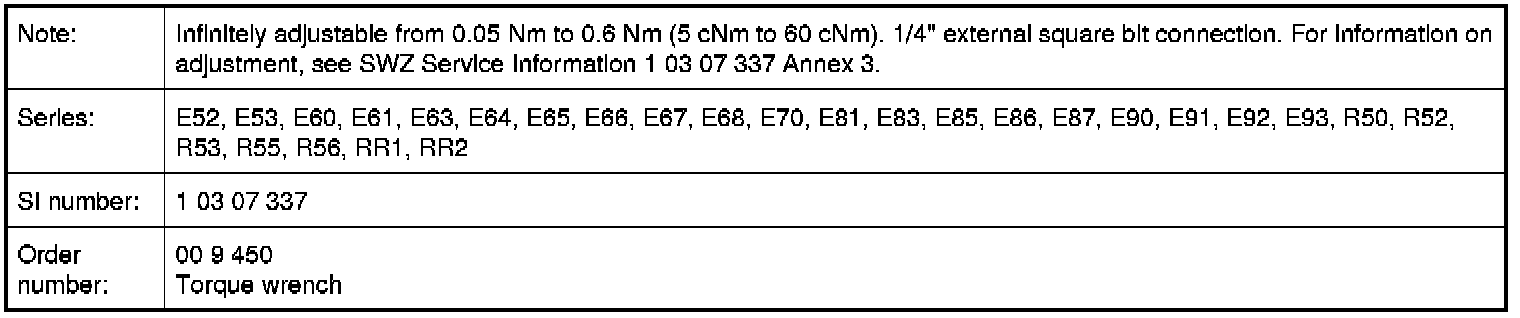 Note: Infinitely adjustable from 0.05 Nm to 0.6 Nm (5 cNm to 60 cNm). 1/4" external square bit connection. For information on
adjustment, see SWZ Service Information 1 03 07 337 Annex 3.
Series: E52, E53, E60, E61, E63, E64, E65, E66, E67, E68, E70, E81, E83, E85, E86, E87, E90, E91, E92, E93, R50, R52,
R53, R55, R56, RR1, RR2
SI number: 1 03 07 337
Order 00 9 450
number: Torque wrench